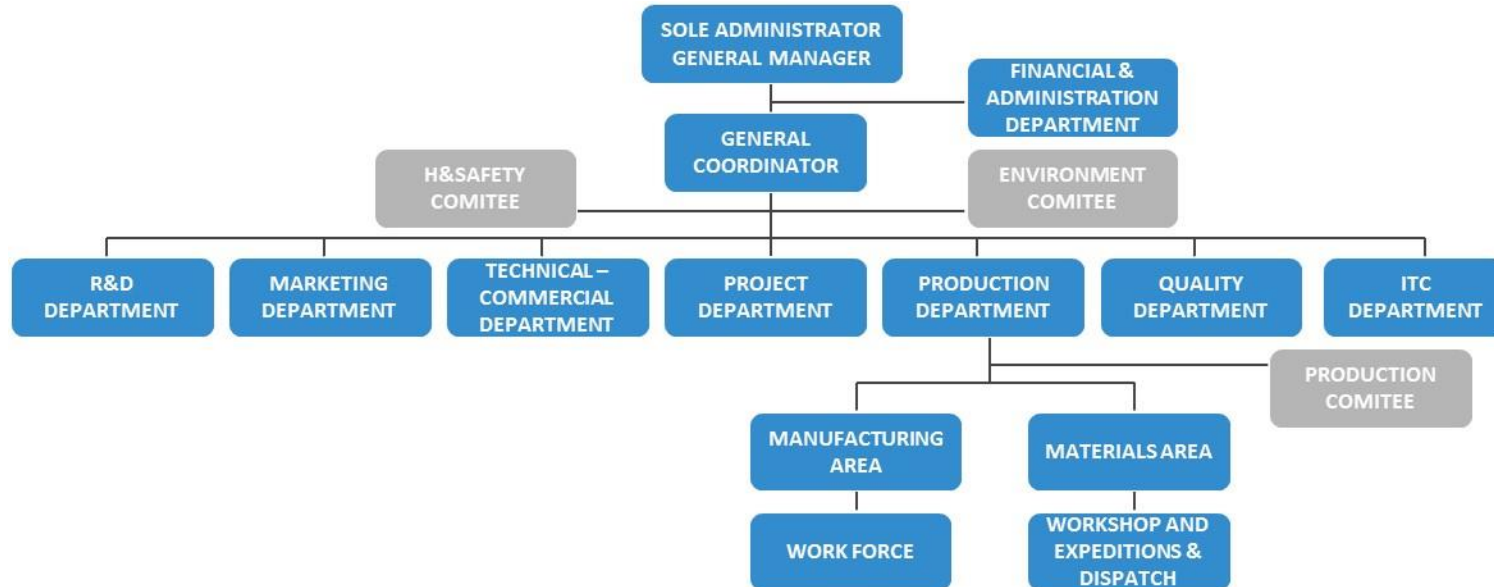 SOLE ADMINISTRATOR
GENERAL MANAGER
FINANCIAL &
ADMINISTRATION
DEPARTMENT
GENERAL
COORDINATOR
H&SAFETY
COMITEE
ENVIRONMENT
COMITEE
R&D
DEPARTMENT
MARKETING
DEPARTMENT
TECHNICAL –
COMMERCIAL
DEPARTMENT
PROJECT
DEPARTMENT
PRODUCTION
DEPARTMENT
QUALITY
DEPARTMENT
ITC
DEPARTMENT
PRODUCTION
COMITEE
MANUFACTURING
AREA
MATERIALS AREA
WORK FORCE
WORKSHOP AND
EXPEDITIONS &
DISPATCH